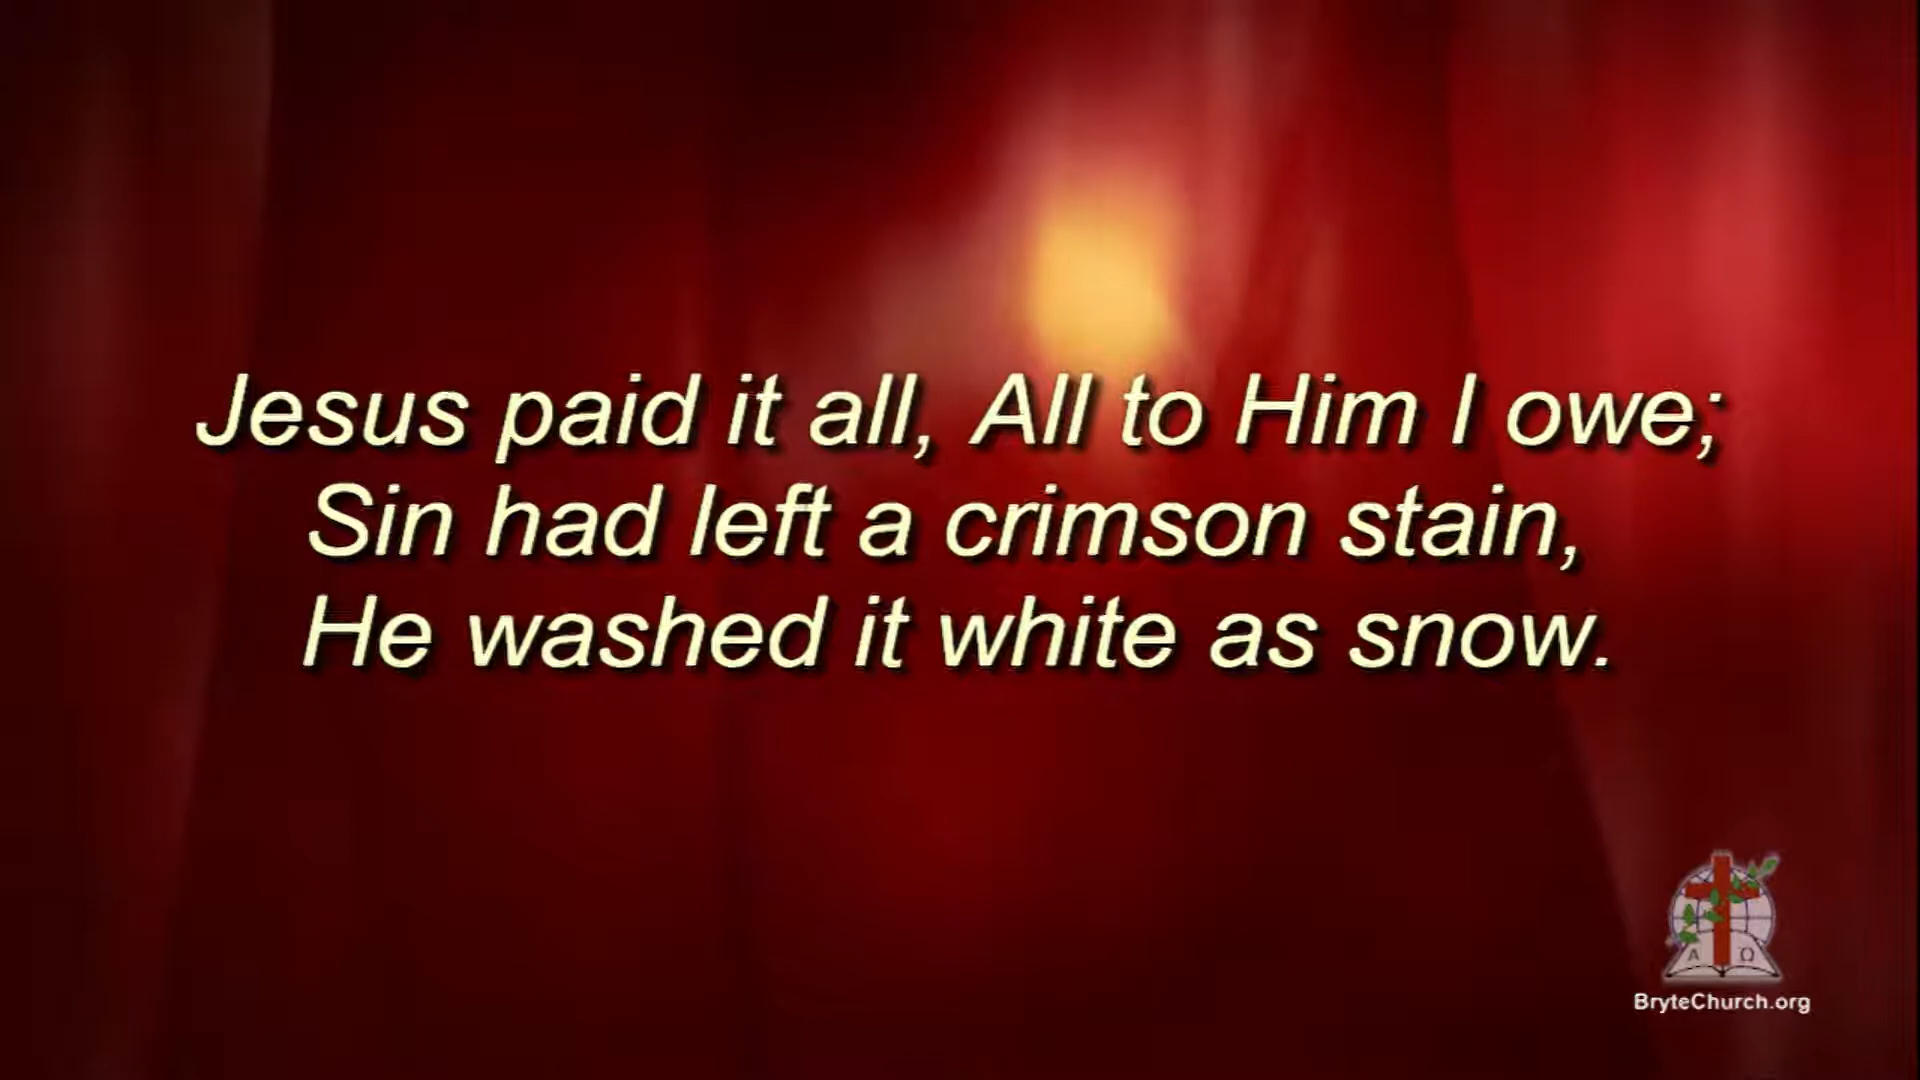 Jesus paid it all, All to Him I owe;
Sin had left a crimson stain,
He washed it white as snow.
A Ω
BryteChurch.org